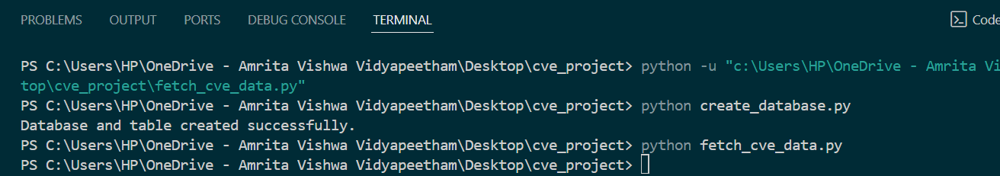 PROBLEMS OUTPUT PORTS DEBUG CONSOLE TERMINAL Code
PS C:\Users\HP\OneDrive - Amrita Vishwa Vidyapeetham\Desktop\cve_project> python -u "c:\Users\HP\OneDrive - Amrita Vi
top\cve_project\fetch_cve_data.py"
PS C:\Users\HP\OneDrive - Amrita Vishwa Vidyapeetham\Desktop\cve_project> python create_database.py
Database and table created successfully.
PS C:\Users\HP\OneDrive - Amrita Vishwa Vidyapeetham\Desktop\cve_project> python fetch_cve_data.py
PS C:\Users\HP\OneDrive - Amrita Vishwa Vidyapeetham\Desktop\cve_project>